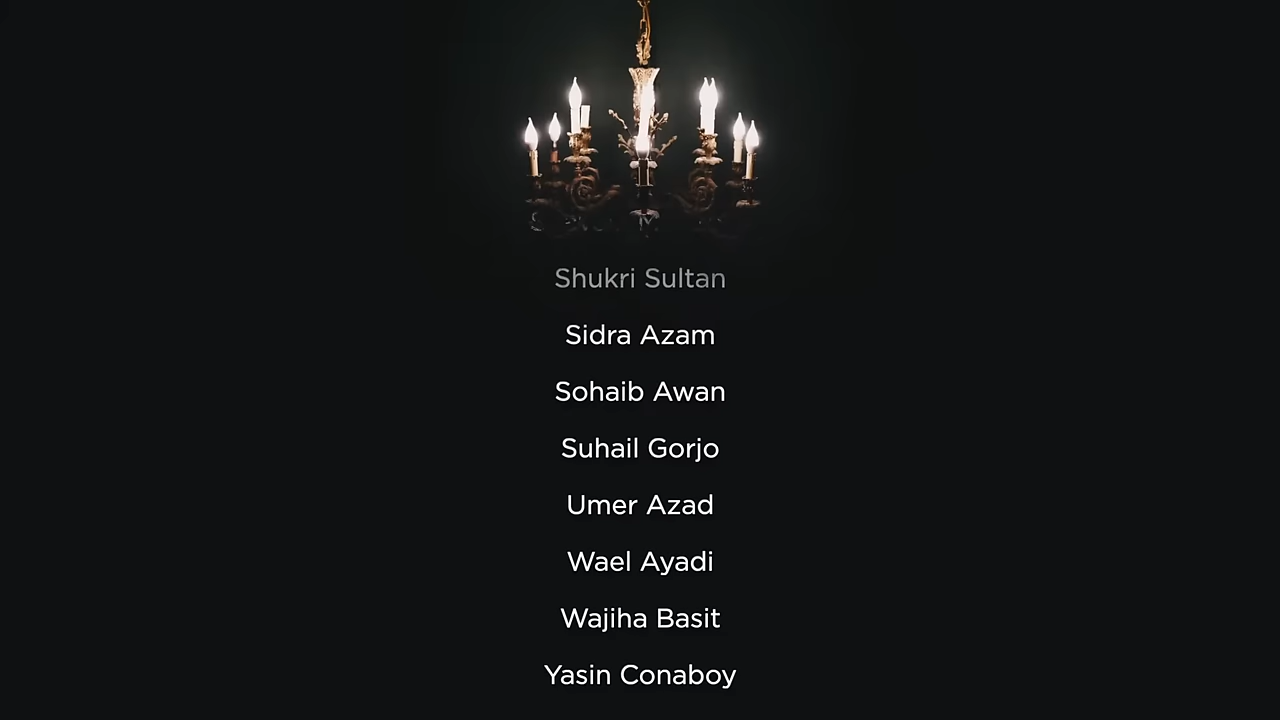 Shukri Sultan
Sidra Azam
Sohaib Awan
Suhail Gorjo
Umer Azad
Wael Ayadi
Wajiha Basit
Yasin Conaboy